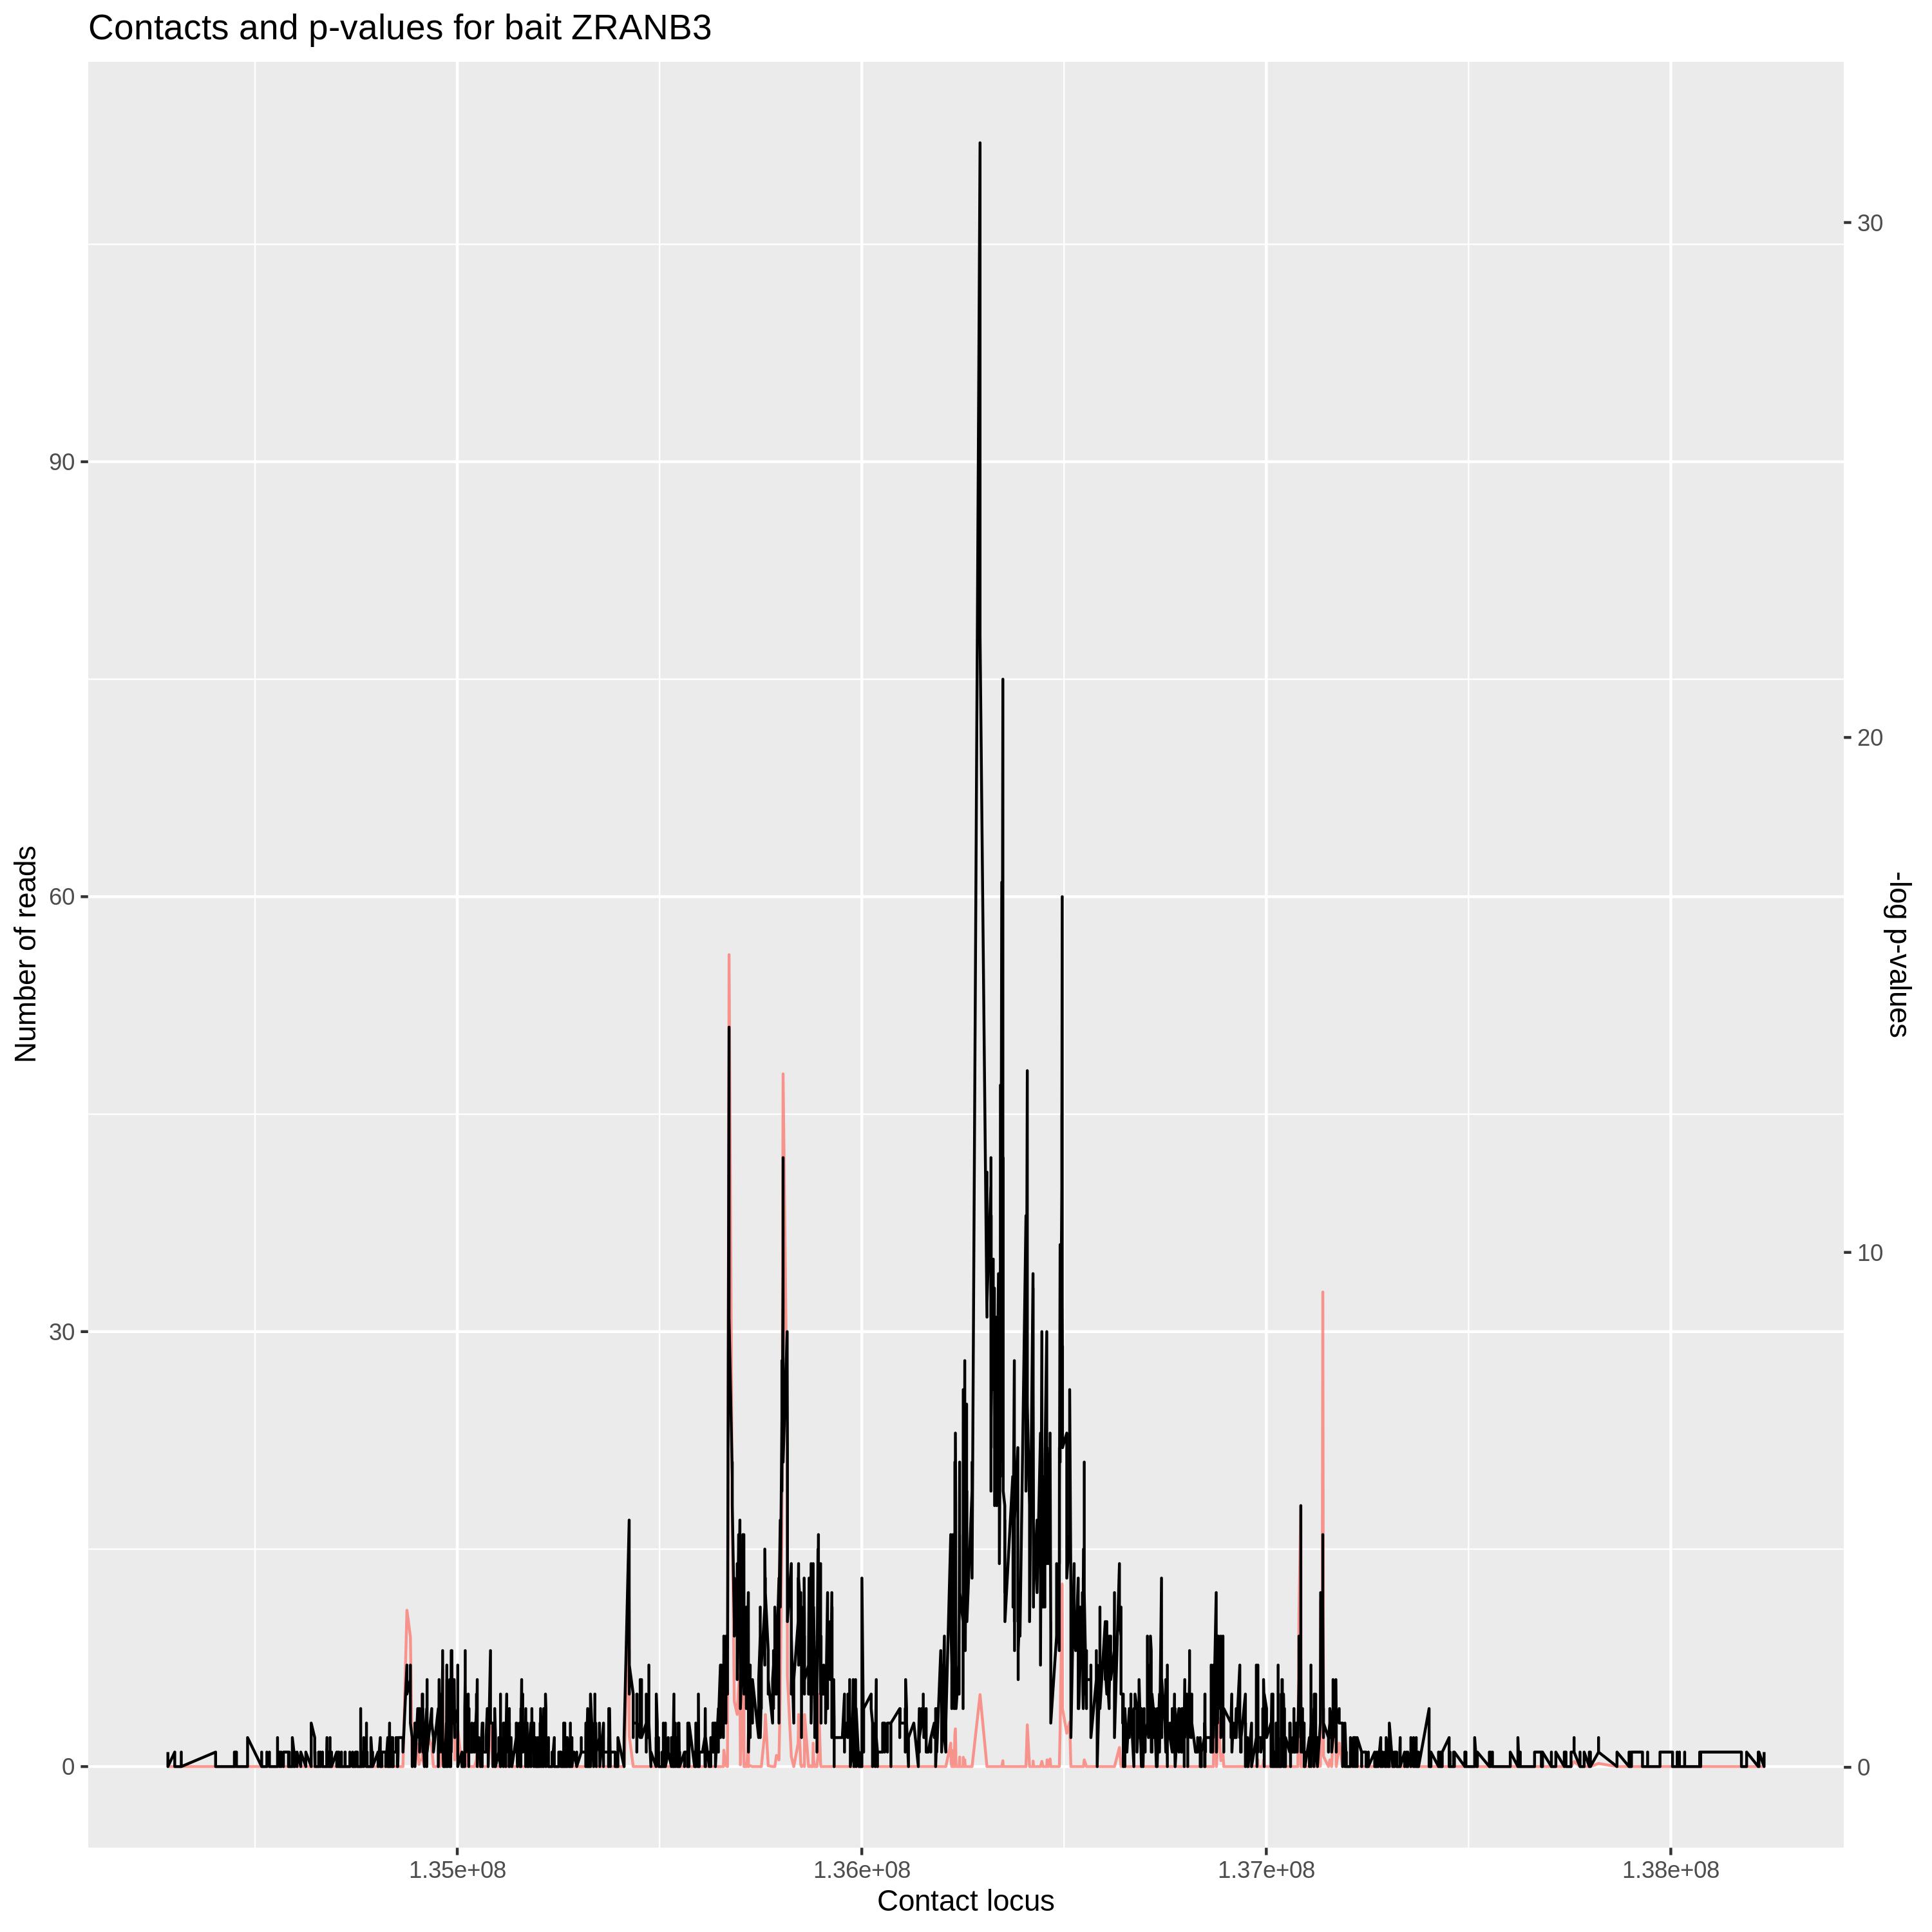 Contacts and p-values for bait ZRANB3
30
90
20
60
10
30
0
0
Number of reads
-log p-values
1.35e+08
1.36e+08
1.37e+08
1.38e+08
Contact locus